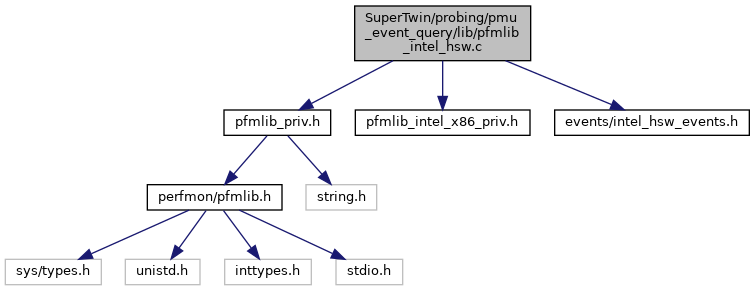 SuperTwin/probing/pmu
_event_query/lib/pfmlib
_intel_hsw.c
pfmlib_priv.h
pfmlib_intel_x86_priv.h
events/intel_hsw_events.h
perfmon/pfmlib.h
string.h
sys/types.h
unistd.h
inttypes.h
stdio.h